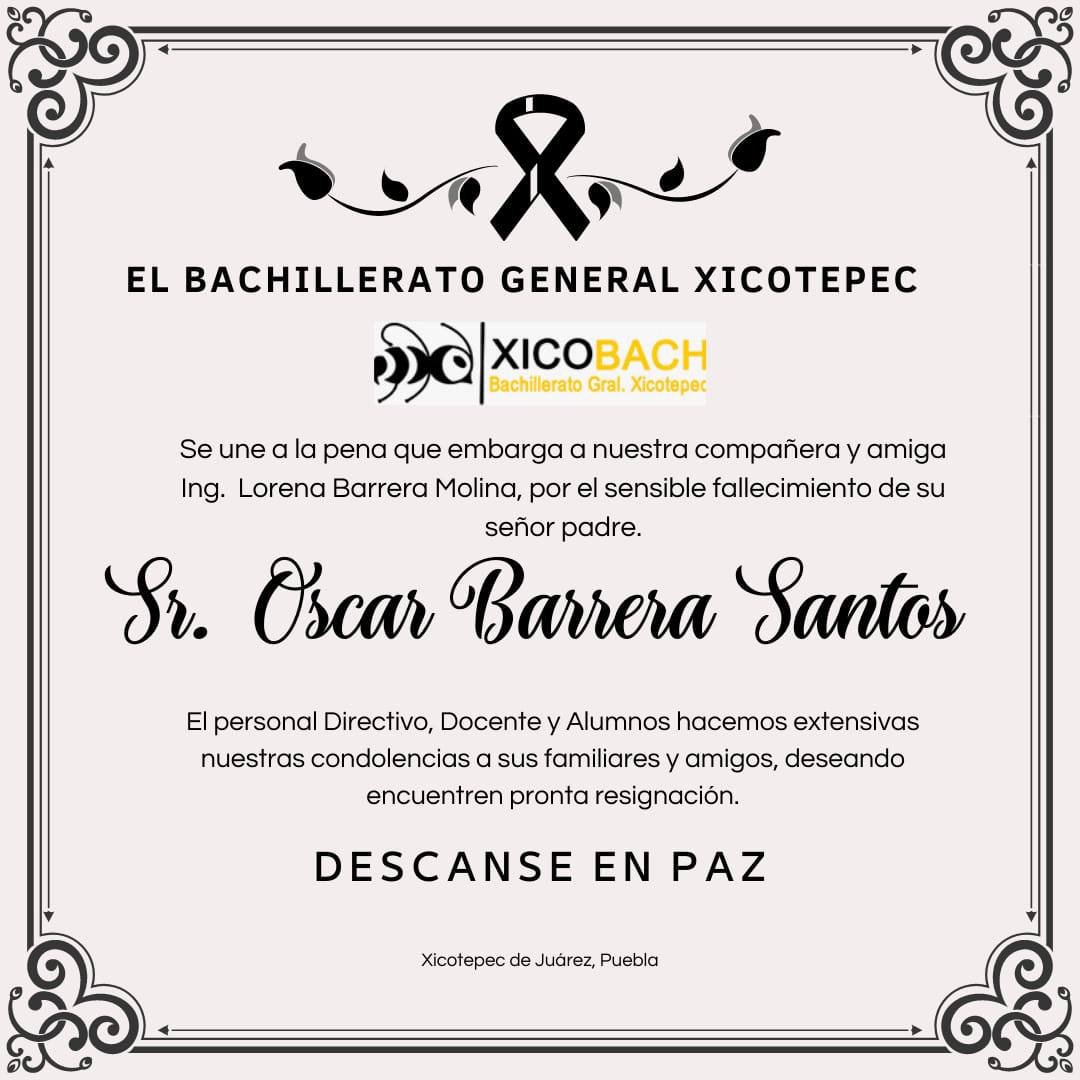 EL BACHILLERATO GENERAL XICOTEPEC
XICOBACH
Bachillerato Gral. Xicotepec
Se une a la pena que embarga a nuestra compañera y amiga
Ing. Lorena Barrera Molina, por el sensible fallecimiento de su
señor padre.
Sr. Oscar Barrera Santos
El personal Directivo, Docente y Alumnos hacemos extensivas
nuestras condolencias a sus familiares y amigos, deseando
encuentren pronta resignación.
DESCANSE EN PAZ
Xicotepec de Juárez, Puebla